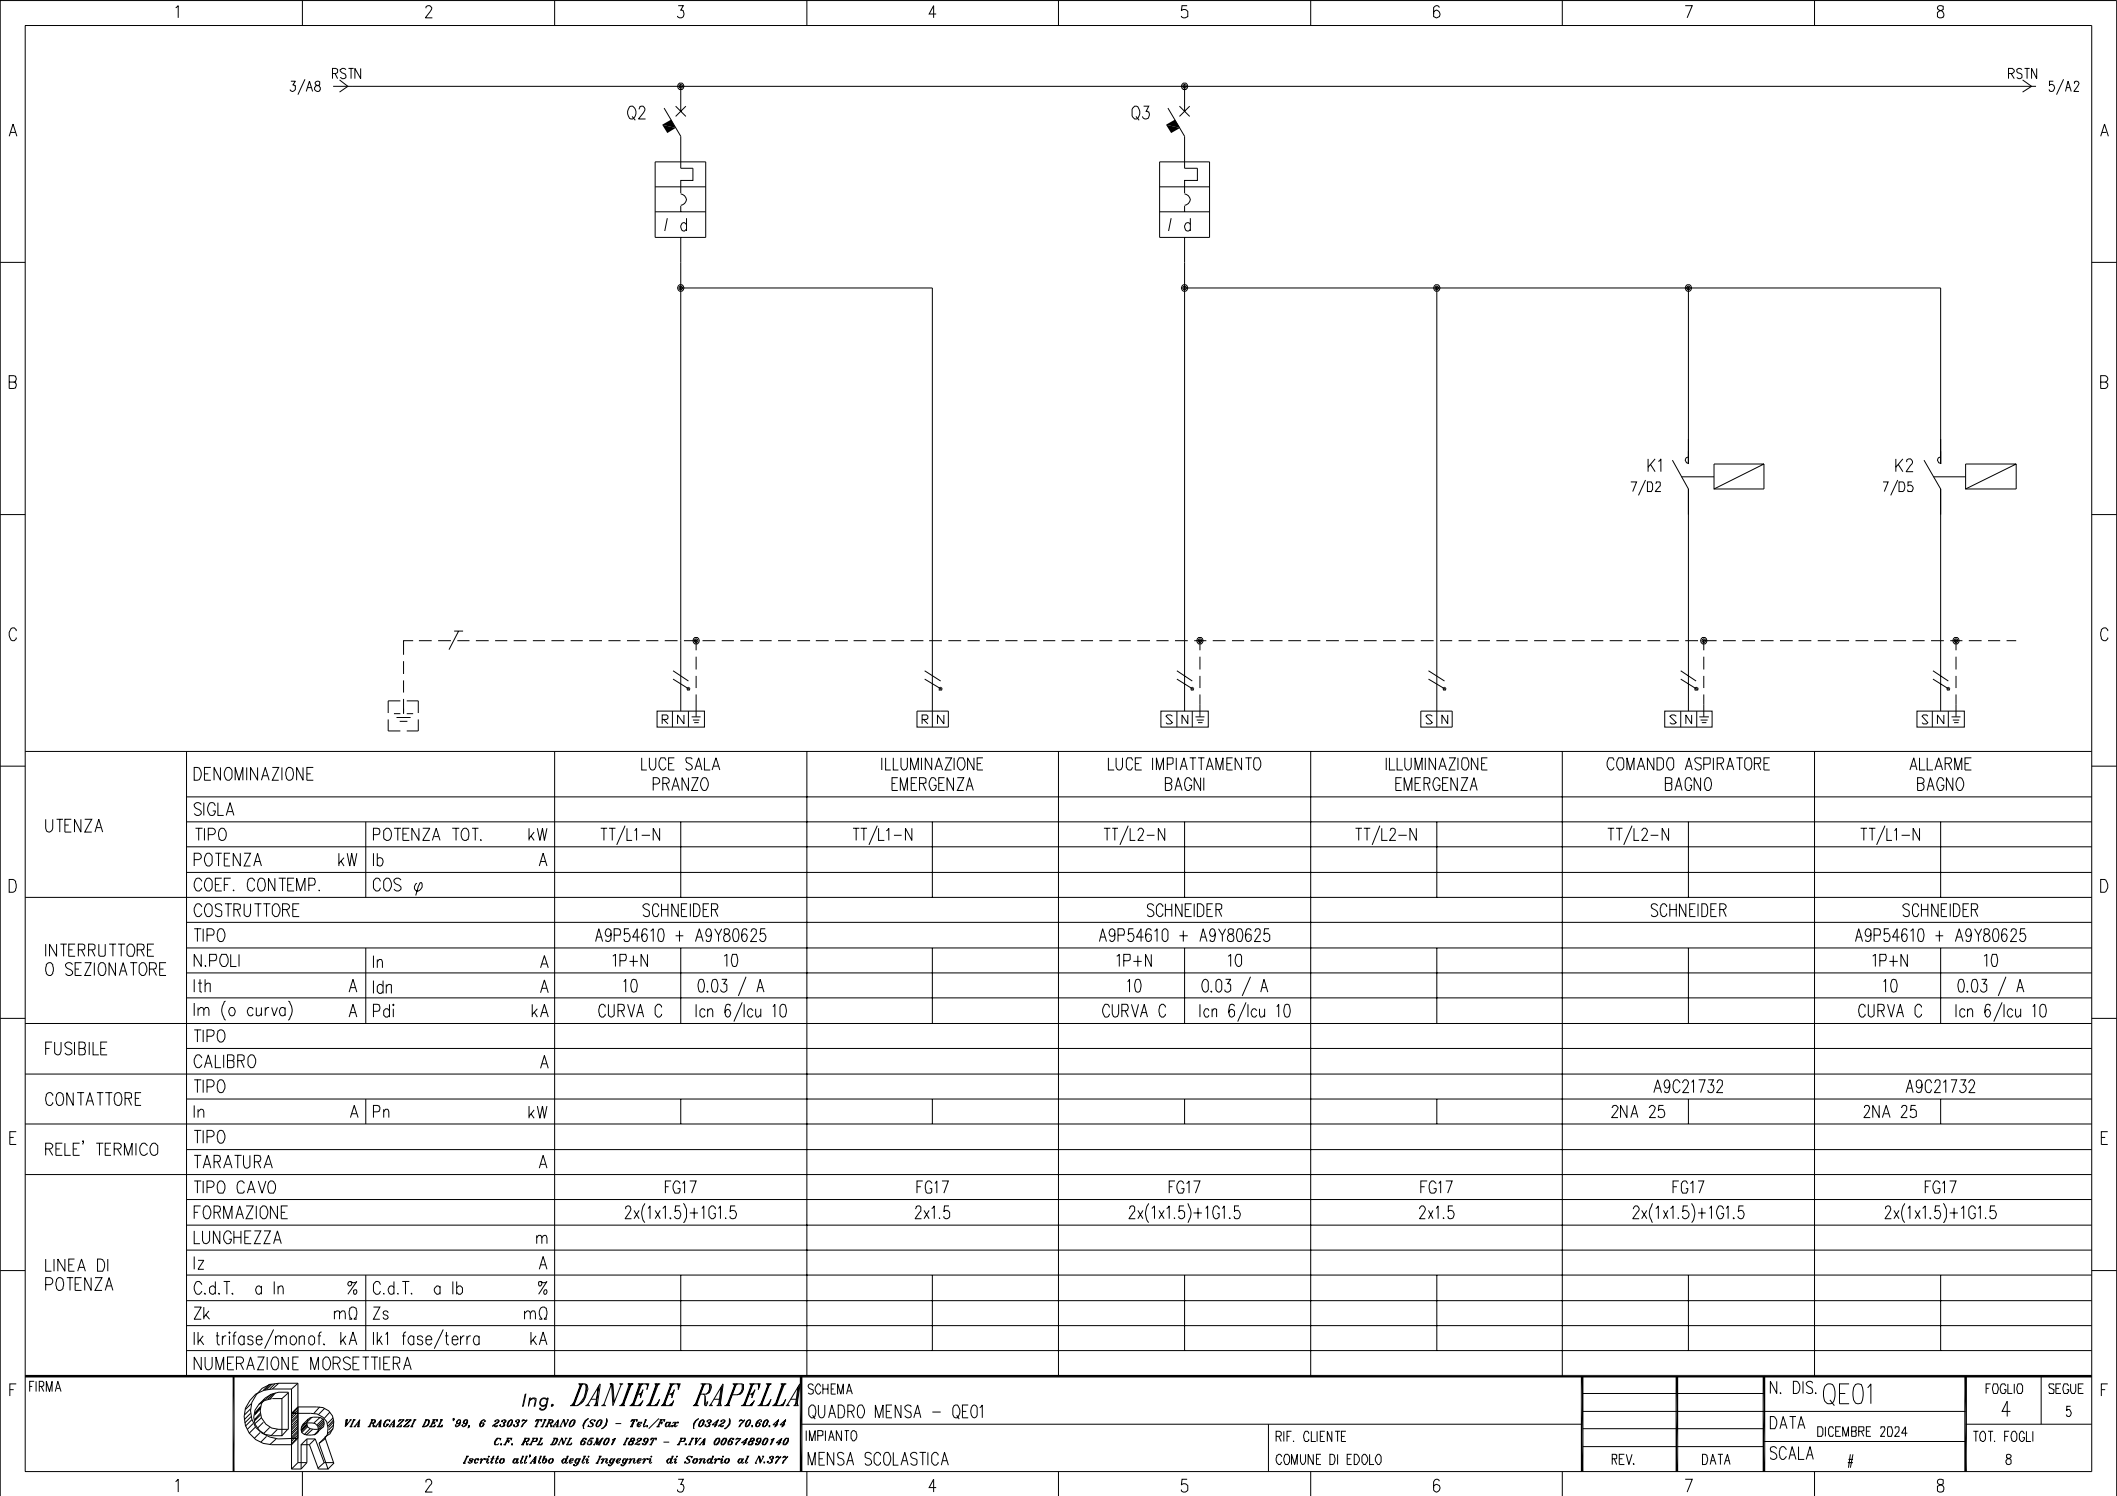 1 2 3 4 5 6 7 8
RSTN RSTN
3/A8 5/A2
Q2 Q3
A A
I d I d
B B
K1 K2
7/D2 7/D5
C C
R N R N S N S N S N S N
DENOMINAZIONE LUCE SALA PRANZO ILLUMINAZIONE EMERGENZA LUCE IMPIATTAMENTO BAGNI ILLUMINAZIONE EMERGENZA COMANDO ASPIRATORE BAGNO ALLARME BAGNO
SIGLA
UTENZA
TIPO POTENZA TOT. kW TT/L1-N TT/L1-N TT/L2-N TT/L2-N TT/L2-N TT/L1-N
POTENZA kW Ib A
D COEF. CONTEMP. COS φ D
COSTRUTTORE SCHNEIDER SCHNEIDER SCHNEIDER SCHNEIDER
TIPO A9P54610 + A9Y80625 A9P54610 + A9Y80625 A9P54610 + A9Y80625
INTERRUTTORE
O SEZIONATORE
N.POLI In A 1P+N 10 1P+N 10 1P+N 10
Ith A Idn A 10 0.03 / A 10 0.03 / A 10 0.03 / A
Im (o curva) A Pdi kA CURVA C Icn 6/Icu 10 CURVA C Icn 6/Icu 10 CURVA C Icn 6/Icu 10
FUSIBILE
TIPO
CALIBRO A
CONTATTORE
TIPO A9C21732 A9C21732
In A Pn kW 2NA 25 2NA 25
E E
RELE' TERMICO
TIPO
TARATURA A
TIPO CAVO FG17 FG17 FG17 FG17 FG17 FG17
FORMAZIONE 2x(1x1.5)+1G1.5 2x1.5 2x(1x1.5)+1G1.5 2x1.5 2x(1x1.5)+1G1.5 2x(1x1.5)+1G1.5
LUNGHEZZA m
LINEA DI
POTENZA
Iz A
C.d.T. a In % C.d.T. a Ib %
Zk mΩ Zs mΩ
Ik trifase/monof. kA Ik1 fase/terra kA
NUMERAZIONE MORSETTIERA
F F
FIRMA
DR
Ing. DANIELE RAPELLA
VIA RAGAZZI DEL '99, 6 23037 TIRANO (SO) - Tel./Fax (0342) 70.60.44
C.F. RPL DNL 65M01 I829T - P.IVA 00674890140
Iscritto all'Albo degli Ingegneri di Sondrio al N.377
SCHEMA
QUADRO MENSA - QE01
IMPIANTO
MENSA SCOLASTICA
RIF. CLIENTE
COMUNE DI EDOLO
REV. DATA
N. DIS. QE01
DATA DICEMBRE 2024
SCALA #
FOGLIO
4
SEGUE
5
TOT. FOGLI
8
1 2 3 4 5 6 7 8